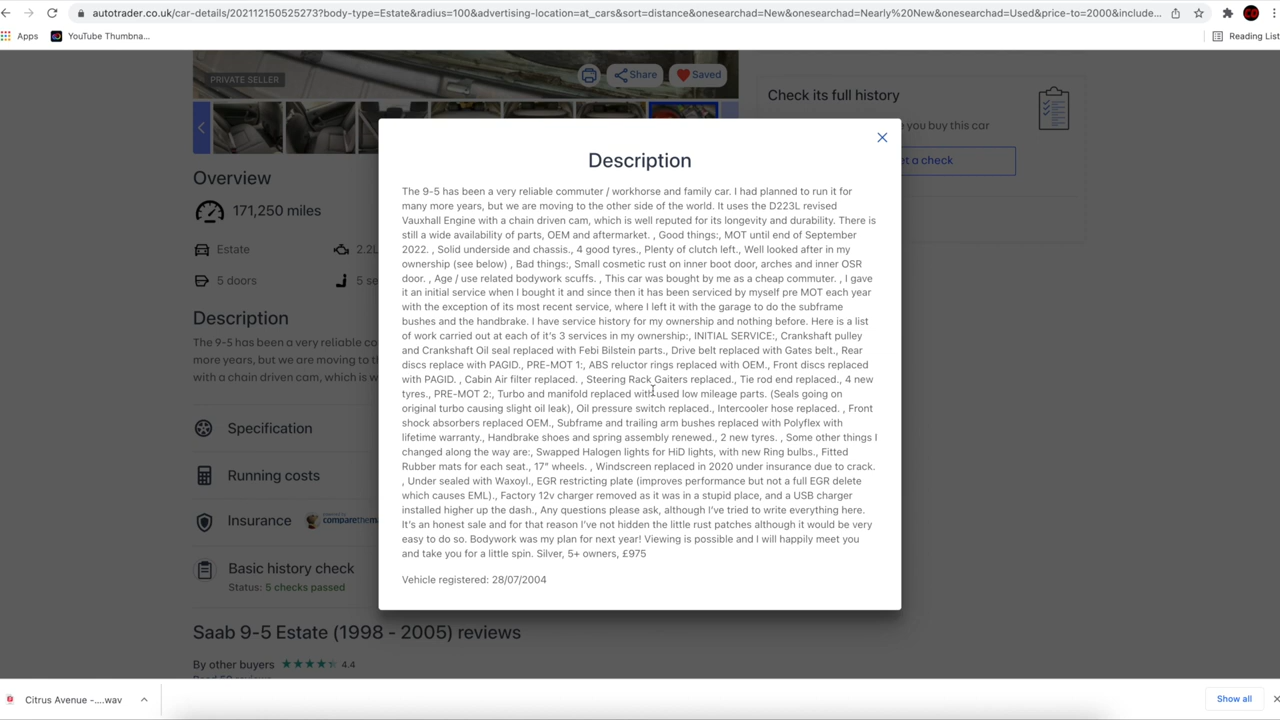 autotrader.co.uk/car-details/202112150525273?body-type=Estate&radius=100&advertising-location=at_cars&sort=distance&onesearchad=New&onesearchad=Nearly%20New&onesearchad=Used&price-to=2000&include...
Apps
YouTube Thumbna...
Reading List
PRIVATE SELLER
Share
Saved
Check its full history
you buy this car
a check
Overview
171,250 miles
Estate
2.2L
5 doors
5 se
Description
The 9-5 has been a very reliable co
more years, but we are moving to t
with a chain driven cam, which is w
Specification
Running costs
Insurance
comparethema
Basic history check
Status: 5 checks passed
Saab 9-5 Estate (1998 - 2005) reviews
By other buyers
4.4
Description
The 9-5 has been a very reliable commuter / workhorse and family car. I had planned to run it for
many more years, but we are moving to the other side of the world. It uses the D223L revised
Vauxhall Engine with a chain driven cam, which is well reputed for its longevity and durability. There is
still a wide availability of parts, OEM and aftermarket. , Good things:, MOT until end of September
2022. , Solid underside and chassis., 4 good tyres., Plenty of clutch left., Well looked after in my
ownership (see below) , Bad things:, Small cosmetic rust on inner boot door, arches and inner OSR
door. , Age / use related bodywork scuffs. , This car was bought by me as a cheap commuter. , I gave
it an initial service when I bought it and since then it has been serviced by myself pre MOT each year
with the exception of its most recent service, where I left it with the garage to do the subframe
bushes and the handbrake. I have service history for my ownership and nothing before. Here is a list
of work carried out at each of it's 3 services in my ownership:, INITIAL SERVICE:, Crankshaft pulley
and Crankshaft Oil seal replaced with Febi Bilstein parts., Drive belt replaced with Gates belt., Rear
discs replace with PAGID., PRE-MOT 1:, ABS reluctor rings replaced with OEM., Front discs replaced
with PAGID. , Cabin Air filter replaced. , Steering Rack Gaiters replaced., Tie rod end replaced., 4 new
tyres., PRE-MOT 2:, Turbo and manifold replaced with used low mileage parts. (Seals going on
original turbo causing slight oil leak), Oil pressure switch replaced., Intercooler hose replaced. , Front
shock absorbers replaced OEM., Subframe and trailing arm bushes replaced with Polyflex with
lifetime warranty., Handbrake shoes and spring assembly renewed., 2 new tyres. , Some other things I
changed along the way are:, Swapped Halogen lights for HiD lights, with new Ring bulbs., Fitted
Rubber mats for each seat., 17" wheels. , Windscreen replaced in 2020 under insurance due to crack.
, Under sealed with Waxoyl., EGR restricting plate (improves performance but not a full EGR delete
which causes EML)., Factory 12v charger removed as it was in a stupid place, and a USB charger
installed higher up the dash., Any questions please ask, although I've tried to write everything here.
It's an honest sale and for that reason I've not hidden the little rust patches although it would be very
easy to do so. Bodywork was my plan for next year! Viewing is possible and I will happily meet you
and take you for a little spin. Silver, 5+ owners, £975
Vehicle registered: 28/07/2004
Citrus Avenue -....wav
Show all